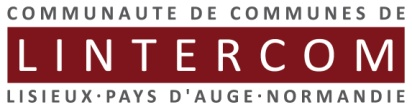 COMMUNAUTE DE COMMUNES DE
LINTERCOM
LISIEUX·PAYS D'AUGE·NORMANDIE